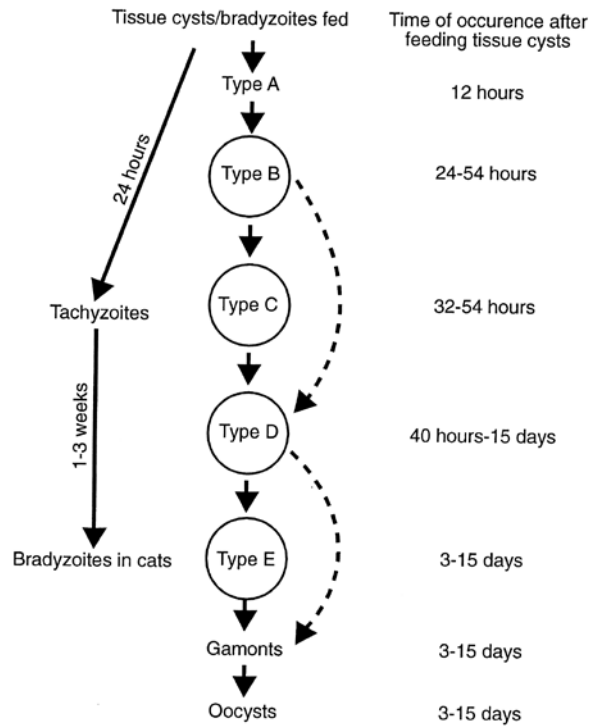 Tissue cysts/bradyzoites fed
Time of occurence after
feeding tissue cysts
Type A
12 hours
24 hours
Type B
24-54 hours
Tachyzoites
Type C
32-54 hours
1-3 weeks
Type D
40 hours-15 days
Bradyzoites in cats
Type E
3-15 days
Gamonts
3-15 days
Oocysts
3-15 days